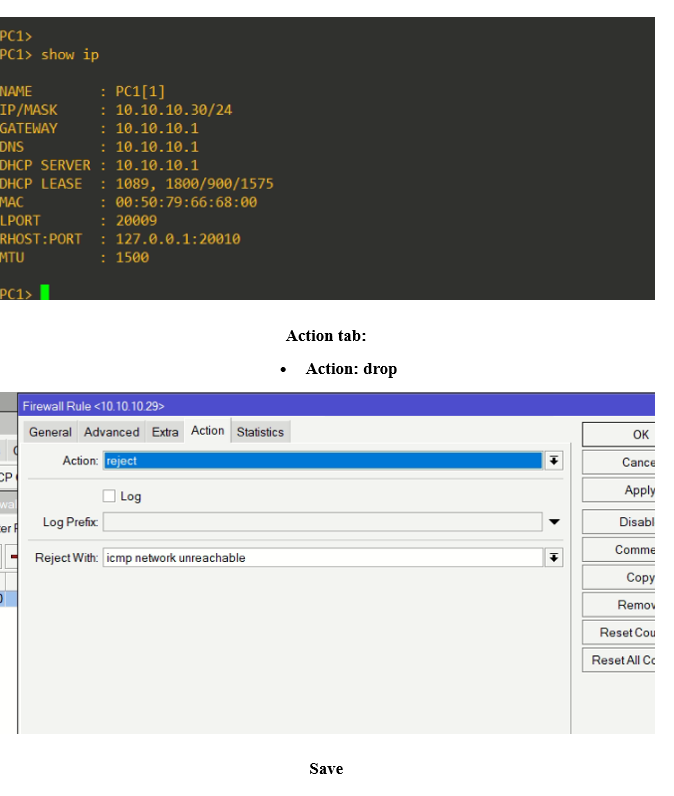 PC1>
PC1> show ip
NAME : PC1[1]
IP/MASK : 10.10.10.30/24
GATEWAY : 10.10.10.1
DNS : 10.10.10.1
DHCP SERVER : 10.10.10.1
DHCP LEASE : 1089, 1800/900/1575
MAC : 00:50:79:66:68:00
LPORT : 20009
RHOST:PORT : 127.0.0.1:20010
MTU : 1500
PC1>
Action tab:
• Action: drop
Firewall Rule <10.10.10.29>
General Advanced Extra Action Statistics
Action: reject
Log
Log Prefix:
Reject With: icmp network unreachable
OK
Cance
Apply
Disabl
Comme
Copy
Remov
Reset Cou
Reset All Co
Save